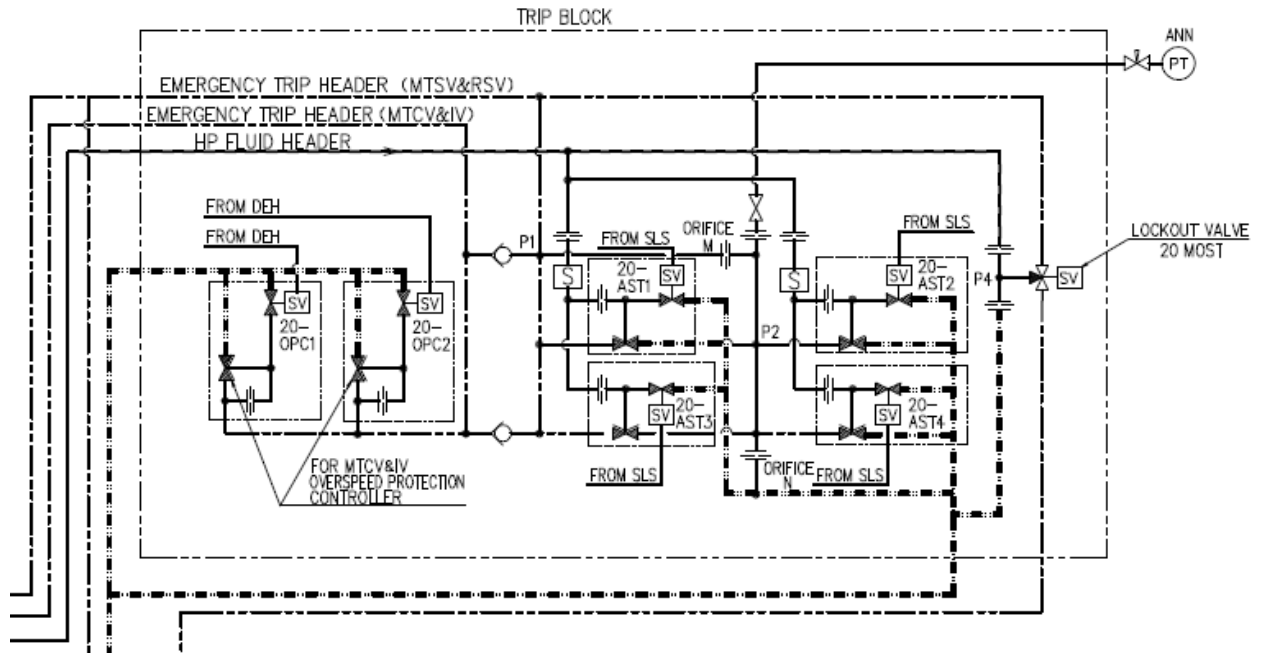 TRIP BLOCK
ANN
PT
EMERGENCY TRIP HEADER (MTSV&RSV)
EMERGENCY TRIP HEADER (MTCV&IV)
HP FLUID HEADER
FROM DEH
FROM DEH
P1
ORIFICE
M
FROM SLS
FROM SLS
LOCKOUT VALVE
20 MOST
S
20-
AST1
SV
S
20-
AST2
SV
P4
SV
SV
20-
OPC1
SV
20-
OPC2
P2
SV
20-
AST3
SV
20-
AST4
FOR MTCV&IV
OVERSPEED PROTECTION
CONTROLLER
FROM SLS
ORIFICE
N
FROM SLS